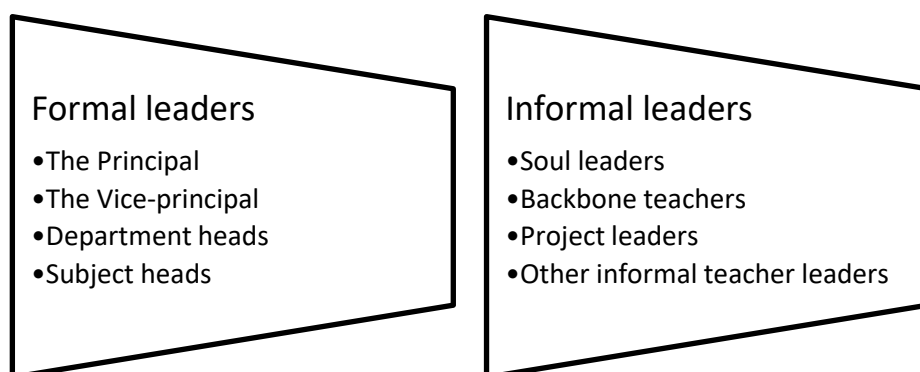 Formal leaders
•The Principal
•The Vice-principal
•Department heads
•Subject heads
Informal leaders
•Soul leaders
•Backbone teachers
•Project leaders
•Other informal teacher leaders